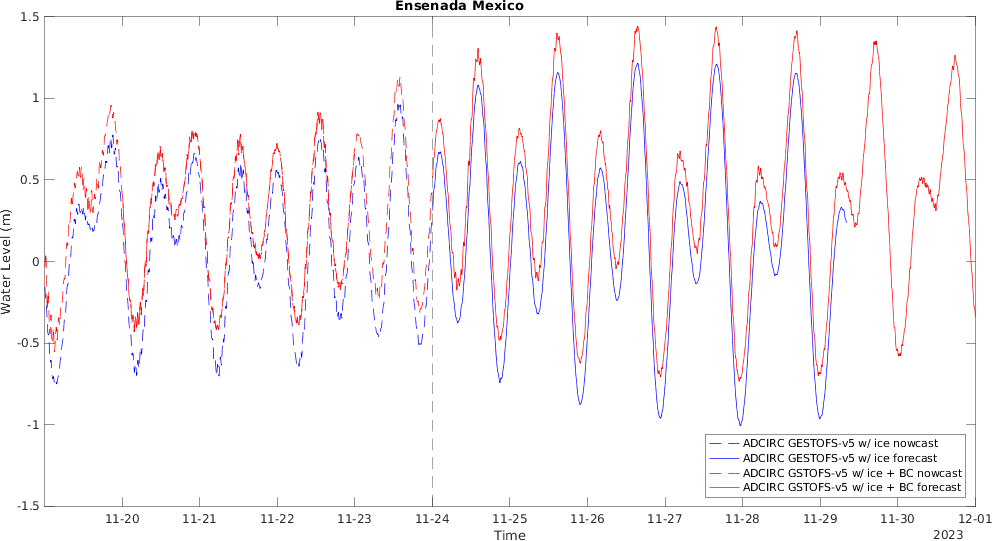 Ensenada Mexico
1.5
1
0.5
0
-0.5
-1
-1.5
Water Level (m)
11-20
11-21
11-22
11-23
11-24
11-25
11-26
11-27
11-28
11-29
11-30
12-01
Time
2023
ADCIRC GESTOFS-v5 w/ ice nowcast
ADCIRC GESTOFS-v5 w/ ice forecast
ADCIRC GSTOFS-v5 w/ ice + BC nowcast
ADCIRC GSTOFS-v5 w/ ice + BC forecast